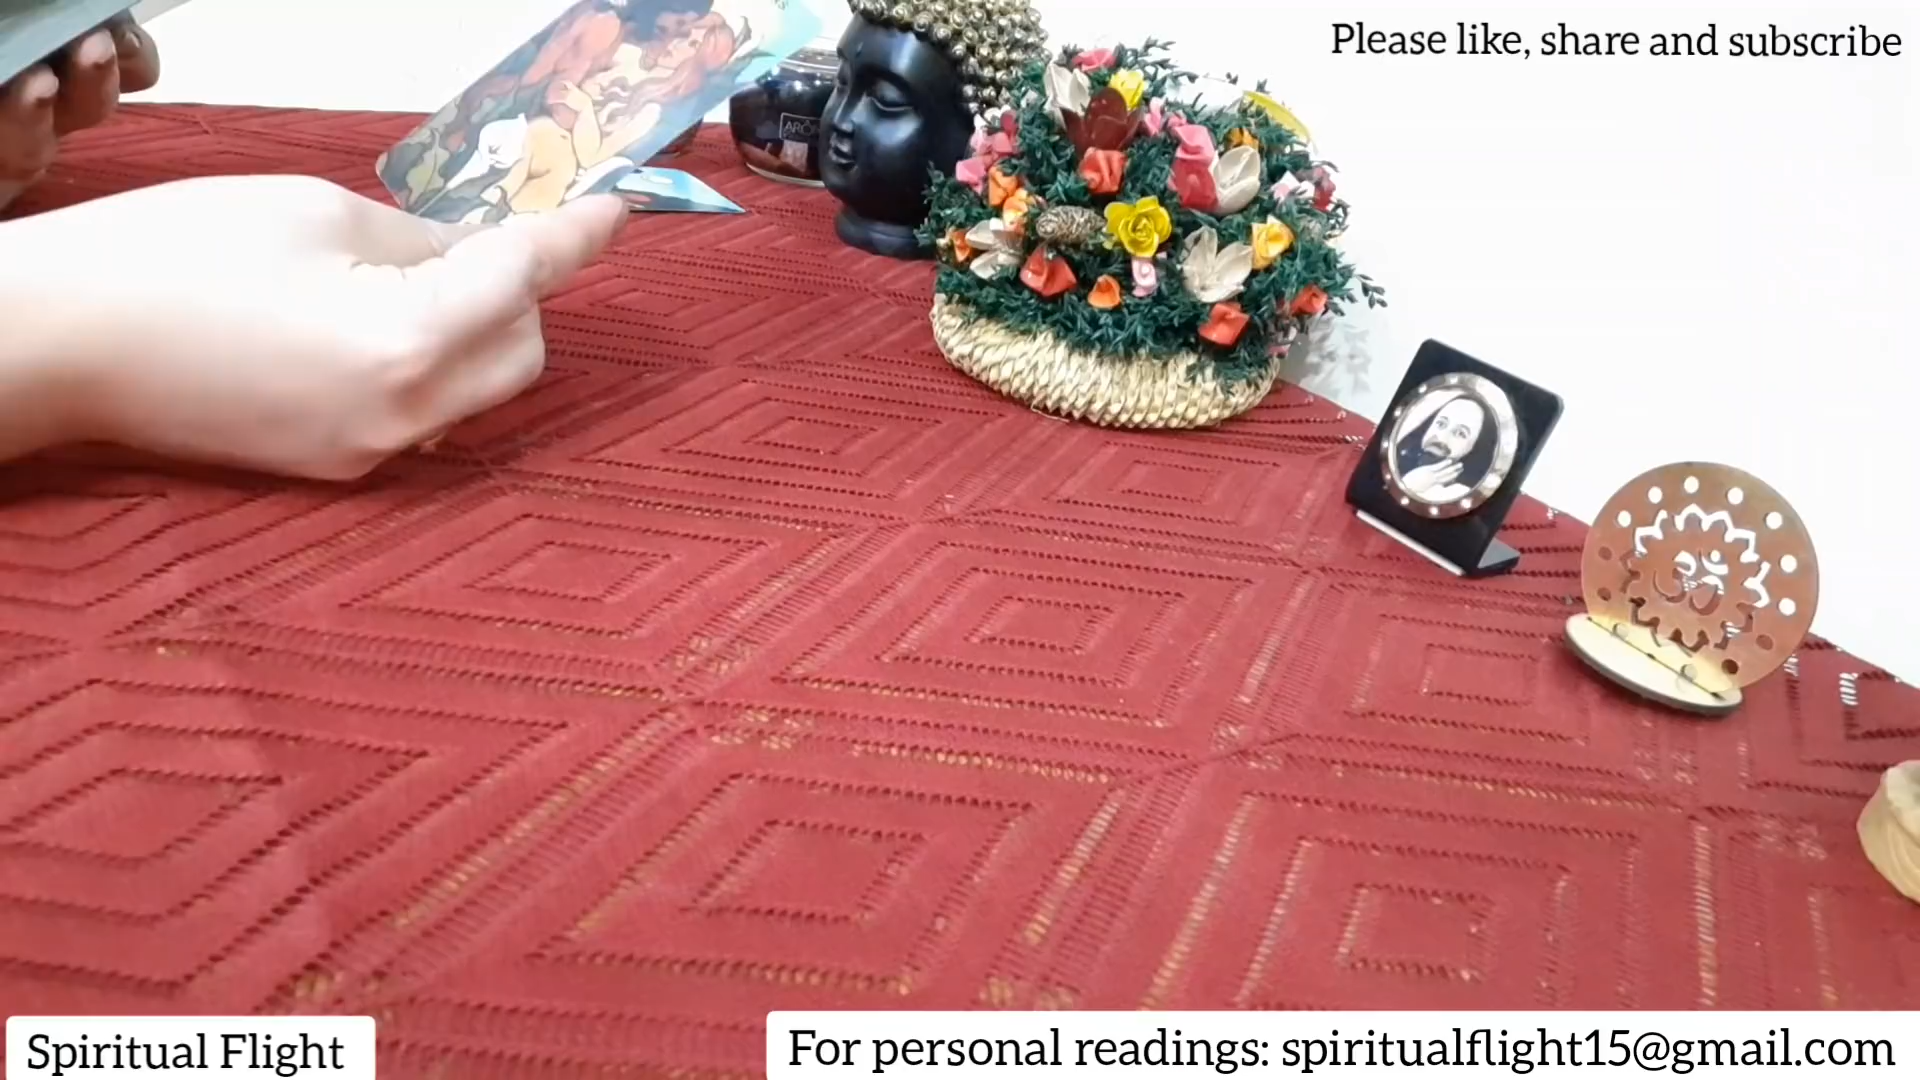 Please like, share and subscribe
Spiritual Flight
For personal readings: spiritualflight15@gmail.com